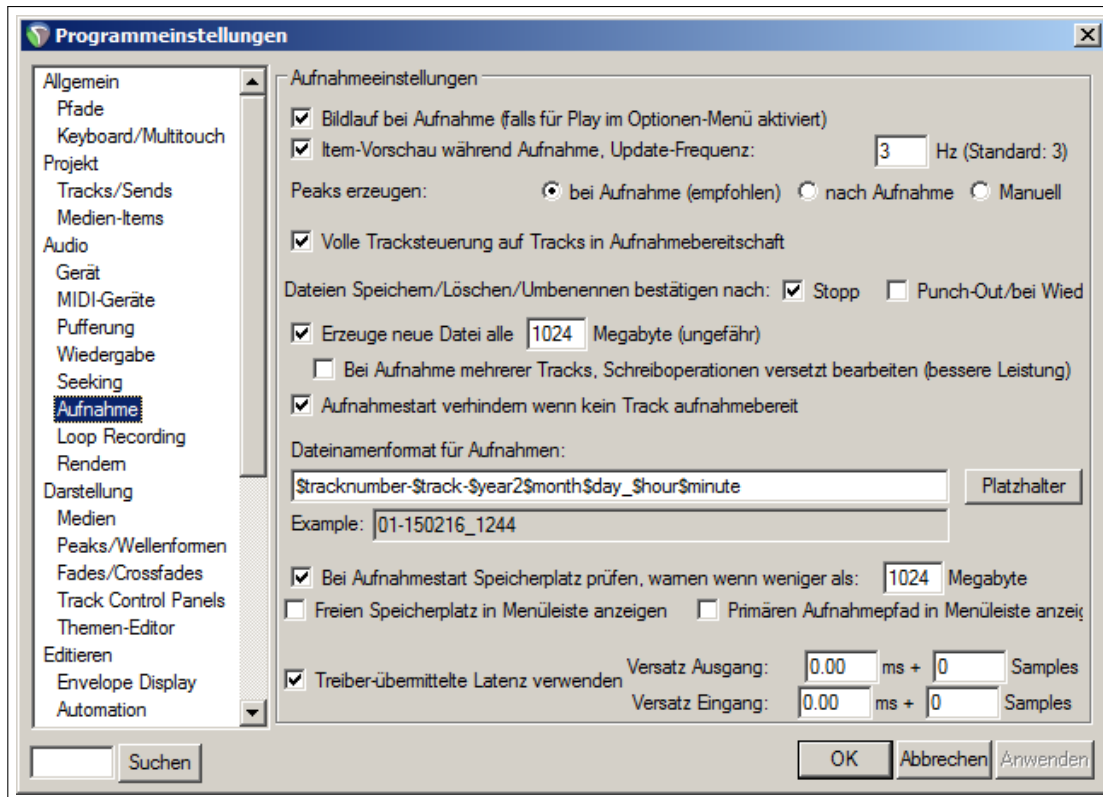 Programmeinstellungen
Allgemein
Pfade
Keyboard/Multitouch
Projekt
Tracks/Sends
Medien-Items
Audio
Gerät
MIDI-Geräte
Pufferung
Wiedergabe
Seeking
Aufnahme
Loop Recording
Rendern
Darstellung
Medien
Peaks/Wellenformen
Fades/Crossfades
Track Control Panels
Themen-Editor
Editieren
Envelope Display
Automation
Suchen
Aufnahmeeinstellungen
Bildlauf bei Aufnahme (falls für Play im Optionen-Menü aktiviert)
Item-Vorschau während Aufnahme, Update-Frequenz: 3 Hz (Standard: 3)
Peaks erzeugen: bei Aufnahme (empfohlen) nach Aufnahme Manuell
Volle Tracksteuerung auf Tracks in Aufnahmebereitschaft
Dateien Speichern/Löschen/Umbenennen bestätigen nach: Stopp Punch-Out/bei Wied
Erzeuge neue Datei alle 1024 Megabyte (ungefähr)
Bei Aufnahme mehrerer Tracks, Schreiboperationen versetzt bearbeiten (bessere Leistung)
Aufnahmestart verhindern wenn kein Track aufnahmebereit
Dateinamenformat für Aufnahmen:
$tracknumber-$track-$year2$month$day_$hour$minute Platzhalter
Example: 01-150216_1244
Bei Aufnahmestart Speicherplatz prüfen, warnen wenn weniger als: 1024 Megabyte
Freien Speicherplatz in Menüleiste anzeigen Primären Aufnahmepfad in Menüleiste anzeig
Treiber-übermittelte Latenz verwenden Versatz Ausgang: 0.00 ms + 0 Samples
Versatz Eingang: 0.00 ms + 0 Samples
OK Abbrechen Anwenden